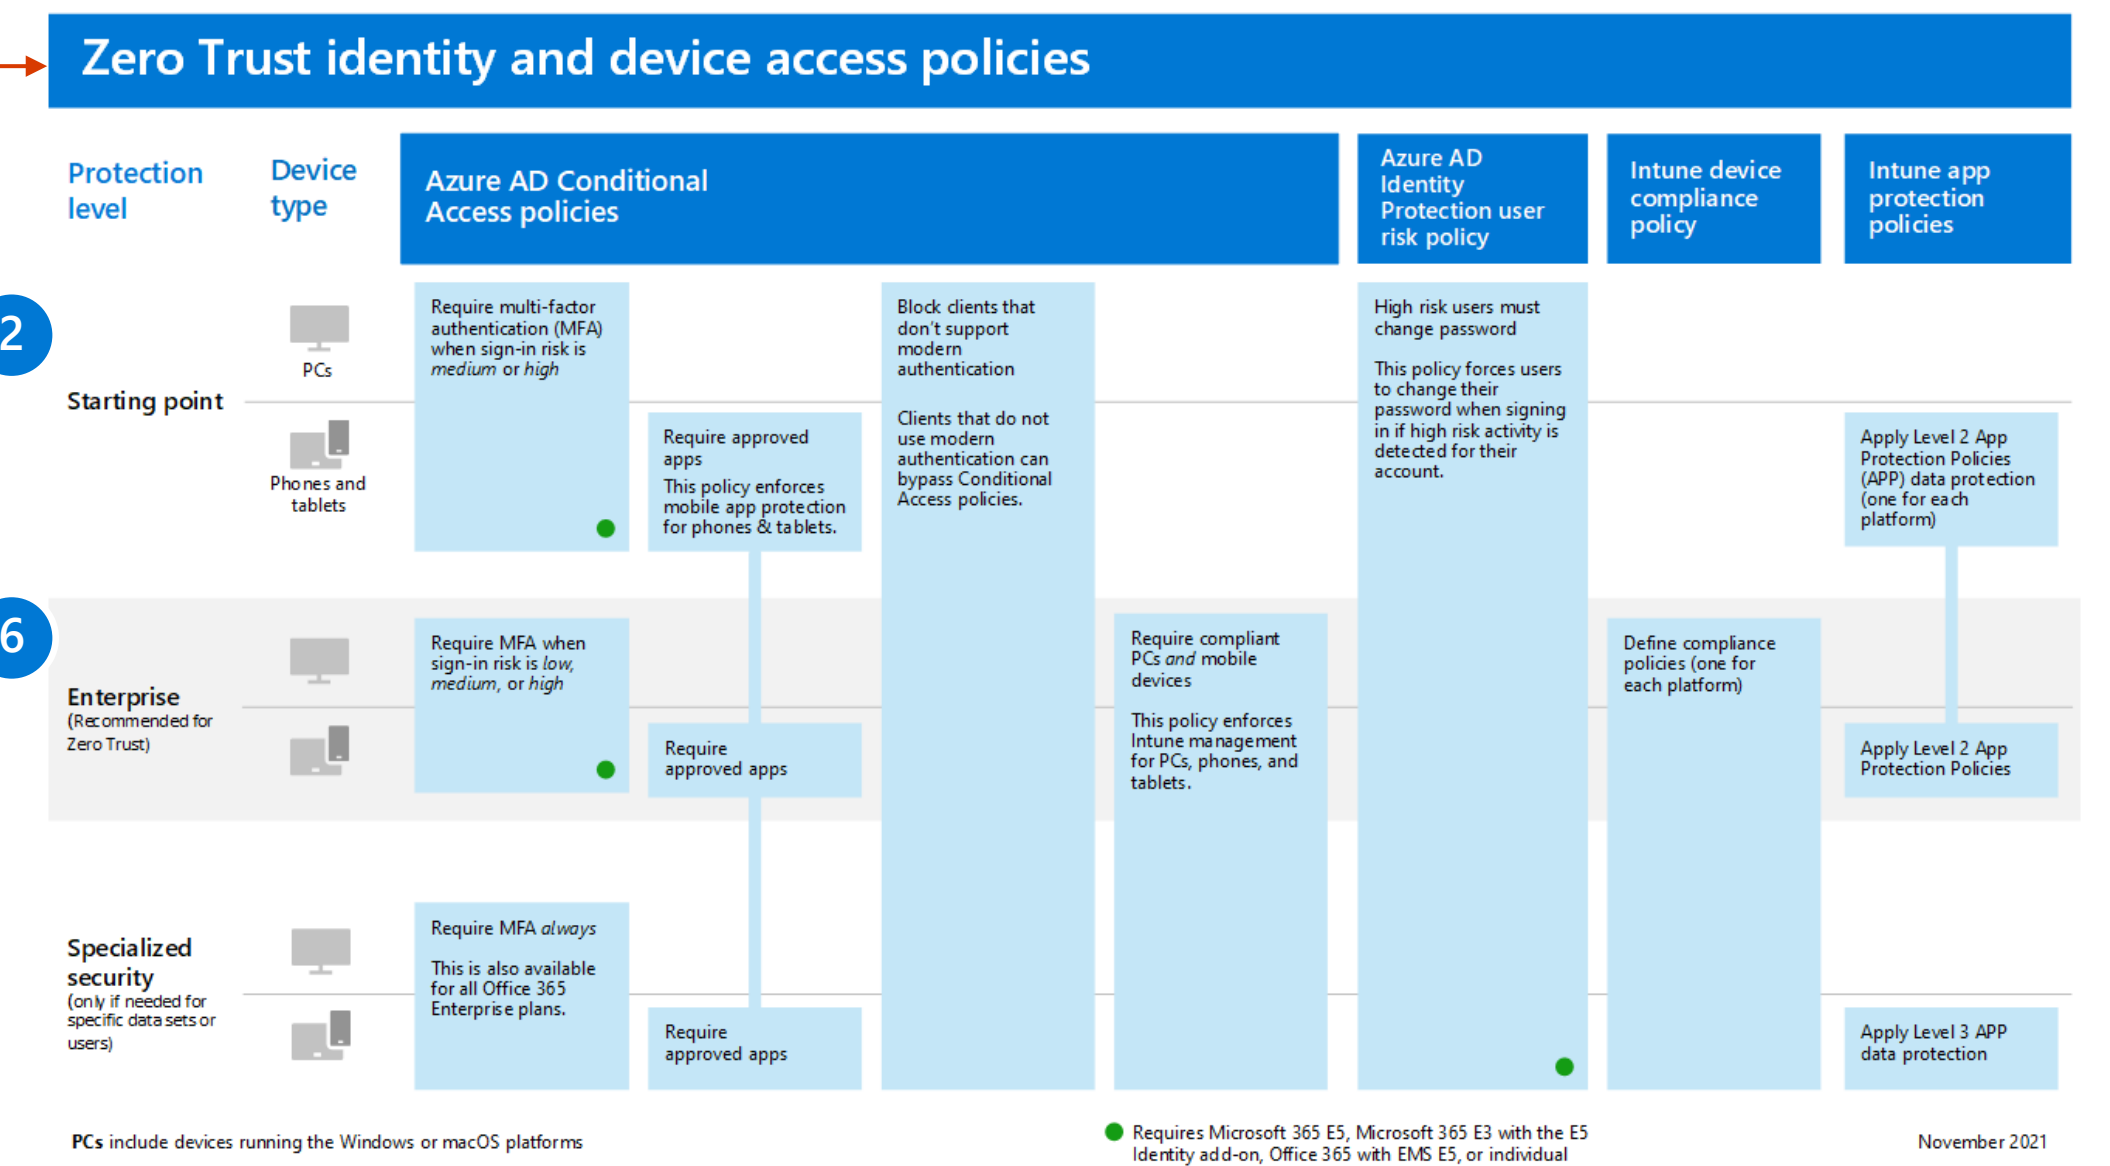 Zero Trust identity and device access policies
Protection
level
Device
type
Azure AD Conditional
Access policies
Azure AD
Identity
Protection user
risk policy
Intune device
compliance
policy
Intune app
protection
policies
2
Starting point
PCs
Phones and
tablets
Require multi-factor
authentication (MFA)
when sign-in risk is
medium or high
Require approved
apps
This policy enforces
mobile app protection
for phones & tablets.
Block clients that
don't support
modern
authentication
Clients that do not
use modern
authentication can
bypass Conditional
Access policies.
High risk users must
change password
This policy forces users
to change their
password when signing
in if high risk activity is
detected for their
account.
Apply Level 2 App
Protection Policies
(APP) data protection
(one for each
platform)
6
Enterprise
(Recommended for
Zero Trust)
Require MFA when
sign-in risk is low,
medium, or high
Require
approved apps
Require compliant
PCs and mobile
devices
This policy enforces
Intune management
for PCs, phones, and
tablets.
Define compliance
policies (one for
each platform)
Apply Level 2 App
Protection Policies
Specialized
security
(only if needed for
specific data sets or
users)
Require MFA always
This is also available
for all Office 365
Enterprise plans.
Require
approved apps
Apply Level 3 APP
data protection
PCs include devices running the Windows or macOS platforms
Requires Microsoft 365 E5, Microsoft 365 E3 with the E5
Identity add-on, Office 365 with EMS E5, or individual
November 2021